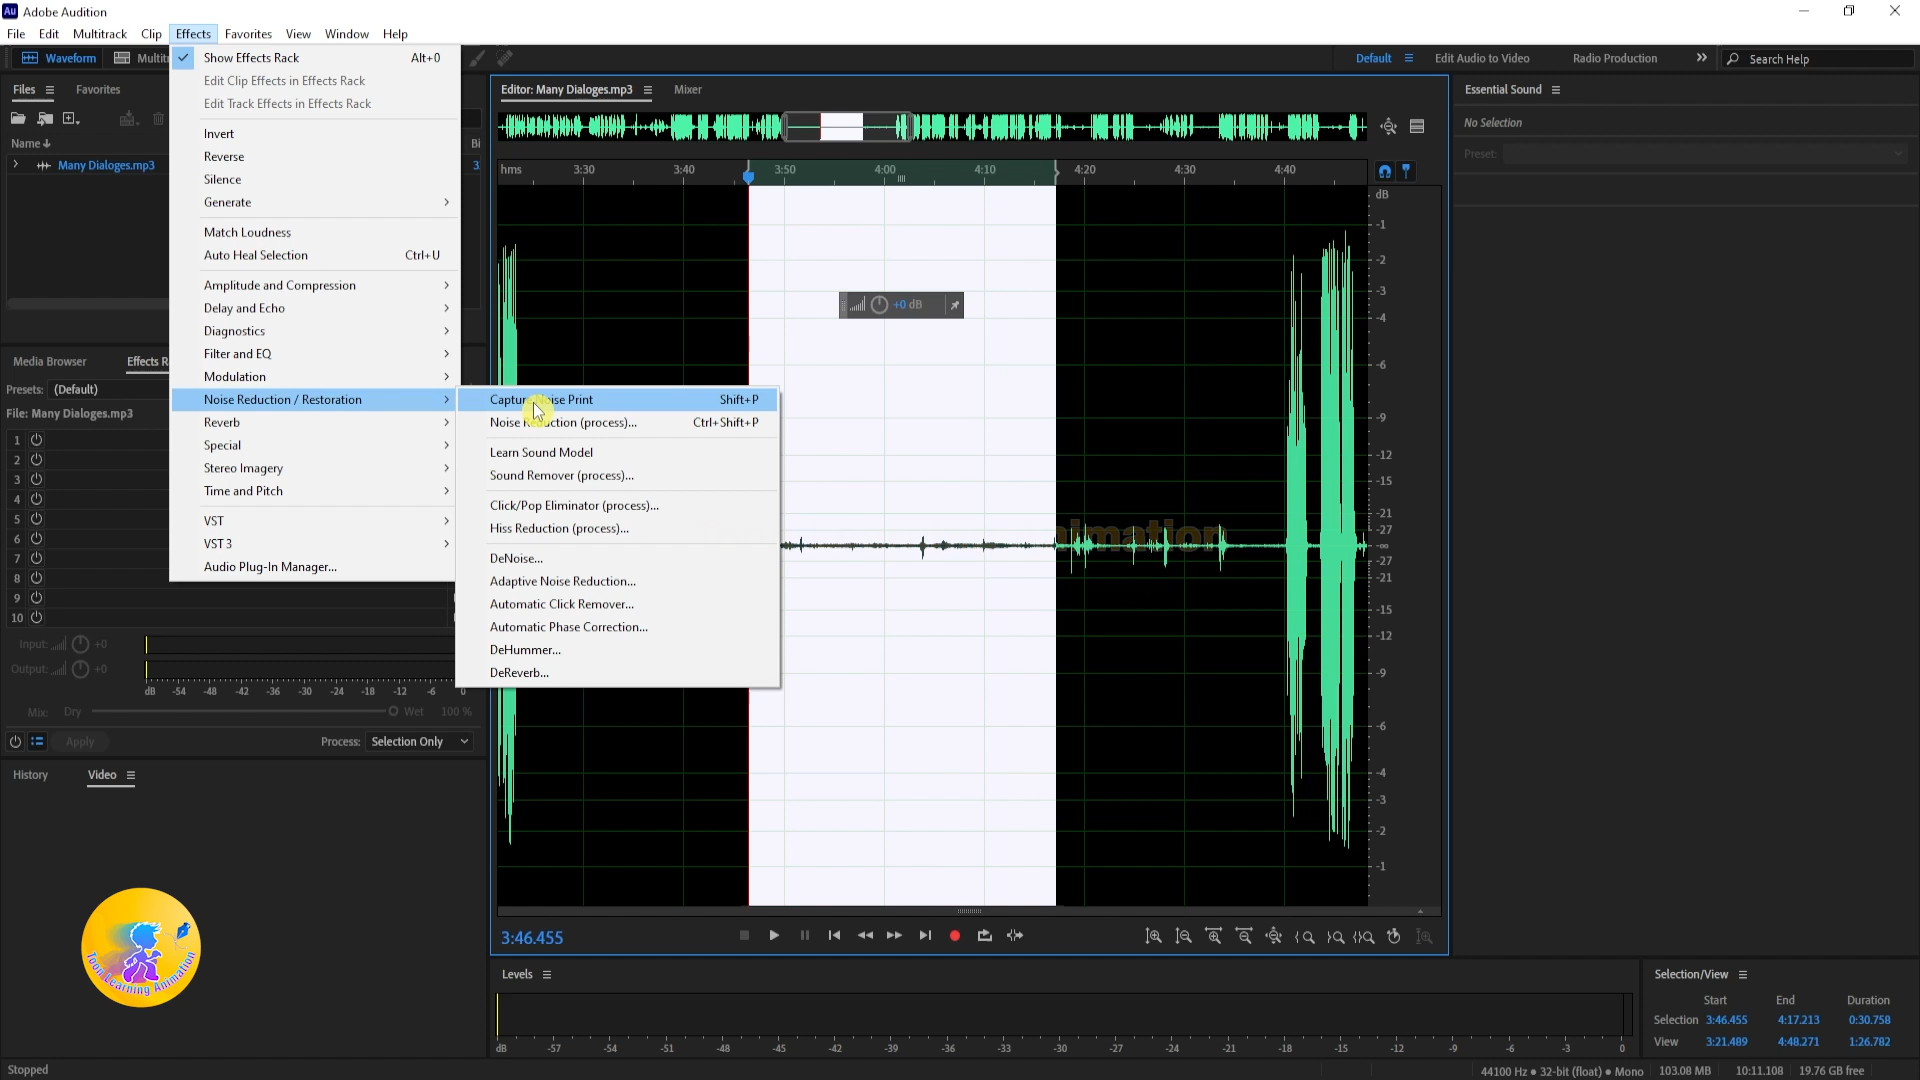 Adobe Audition
File Edit Multitrack Clip Effects Favorites View Window Help
Waveform
Default
Edit Audio to Video
Radio Production
Search Help
Show Effects Rack Alt+0
Edit Clip Effects in Effects Rack
Edit Track Effects in Effects Rack
Invert
Reverse
Silence
Generate
Match Loudness
Auto Heal Selection Ctrl+U
Amplitude and Compression
Delay and Echo
Diagnostics
Filter and EQ
Modulation
Noise Reduction / Restoration
Reverb
Special
Stereo Imagery
Time and Pitch
VST
VST 3
Audio Plug-In Manager...
Shift+P
Noise Reduction (process)... Ctrl+Shift+P
Learn Sound Model
Sound Remover (process)...
Click/Pop Eliminator (process)...
Hiss Reduction (process)...
DeNoise...
Adaptive Noise Reduction...
Automatic Click Remover...
Automatic Phase Correction...
DeHummer...
DeReverb...
Files Favorites
Name
Many Dialoges.mp3
Media Browser
Presets: (Default)
File: Many Dialoges.mp3
1
2
3
4
5
6
7
8
9
10
Input: +0
Output: +0
dB -54 -48 -42 -36 -30 -24 -18 -12 -6 0
Mix: Dry Wet 100 %
Apply Process: Selection Only
History Video
Toon Learning Animation
Editor: Many Dialoges.mp3 Mixer
hms 3:30 3:40 3:50 4:00 4:10 4:20 4:30 4:40
+0 dB
dB
-1
-2
-3
-4
-6
-9
-12
-15
-21
-27
-∞
-27
-21
-15
-12
-9
-6
-4
-3
-2
-1
3:46.455
Levels
dB -57 -54 -51 -48 -45 -42 -39 -36 -33 -30 -27 -24 -21 -18 -15 -12 -9 -6 -3 0
Essential Sound
No Selection
Preset:
Selection/View
Start End Duration
Selection 3:46.455 4:17.213 0:30.758
View 3:21.489 4:48.271 1:26.782
Stopped
44100 Hz • 32-bit (float) • Mono 103.08 MB 10:11.108 19.76 GB free